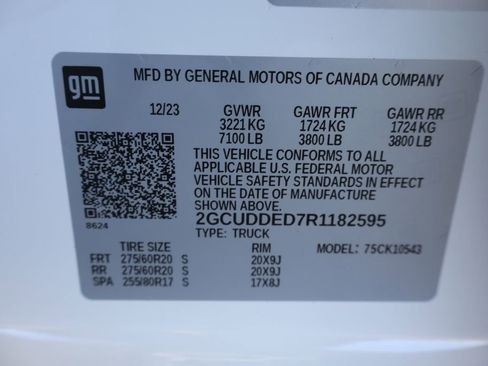 gm
MFD BY GENERAL MOTORS OF CANADA COMPANY
12/23 GVWR GAWR FRT GAWR RR
3221 KG 1724 KG 1724 KG
7100 LB 3800 LB 3800 LB
THIS VEHICLE CONFORMS TO ALL
APPLICABLE U.S. FEDERAL MOTOR
VEHICLE SAFETY STANDARDS IN EFFECT
ON THE DATE OF MANUFACTURE
SHOWN ABOVE.
8624
2GCUDDED7R1182595
TYPE: TRUCK
TIRE SIZE RIM MODEL: 75CK10543
FRT 275/60R20 S 20X9J
RR 275/60R20 S 20X9J
SPA 255/80R17 S 17X8J